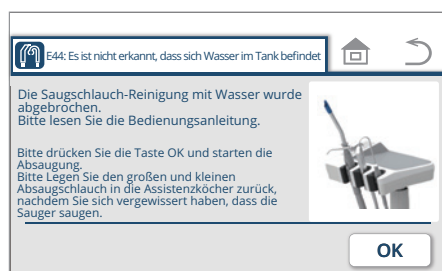 E44: Es ist nicht erkannt, dass sich Wasser im Tank befindet
Die Saugschlauch-Reinigung mit Wasser wurde
abgebrochen.
Bitte lesen Sie die Bedienungsanleitung.
Bitte drücken Sie die Taste OK und starten die
Absaugung.
Bitte Legen Sie den großen und kleinen
Absaugschlauch in die Assistenzköcher zurück,
nachdem Sie sich vergewissert haben, dass die
Sauger saugen.
OK